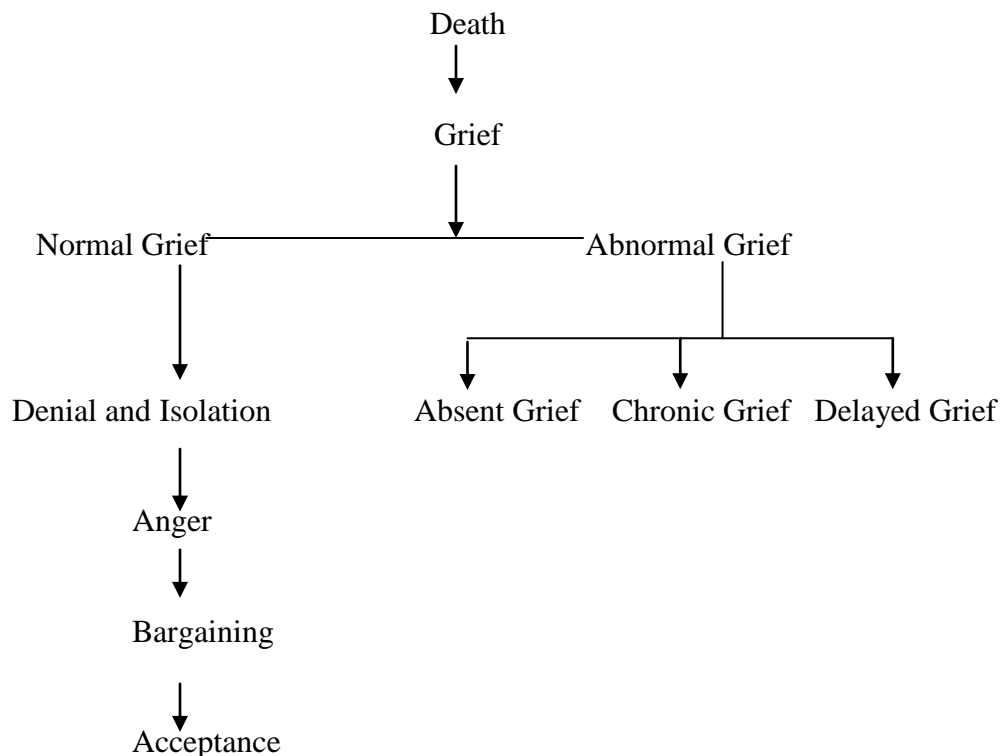 Death
Grief
Normal Grief Abnormal Grief
Denial and Isolation Absent Grief Chronic Grief Delayed Grief
Anger
Bargaining
Acceptance